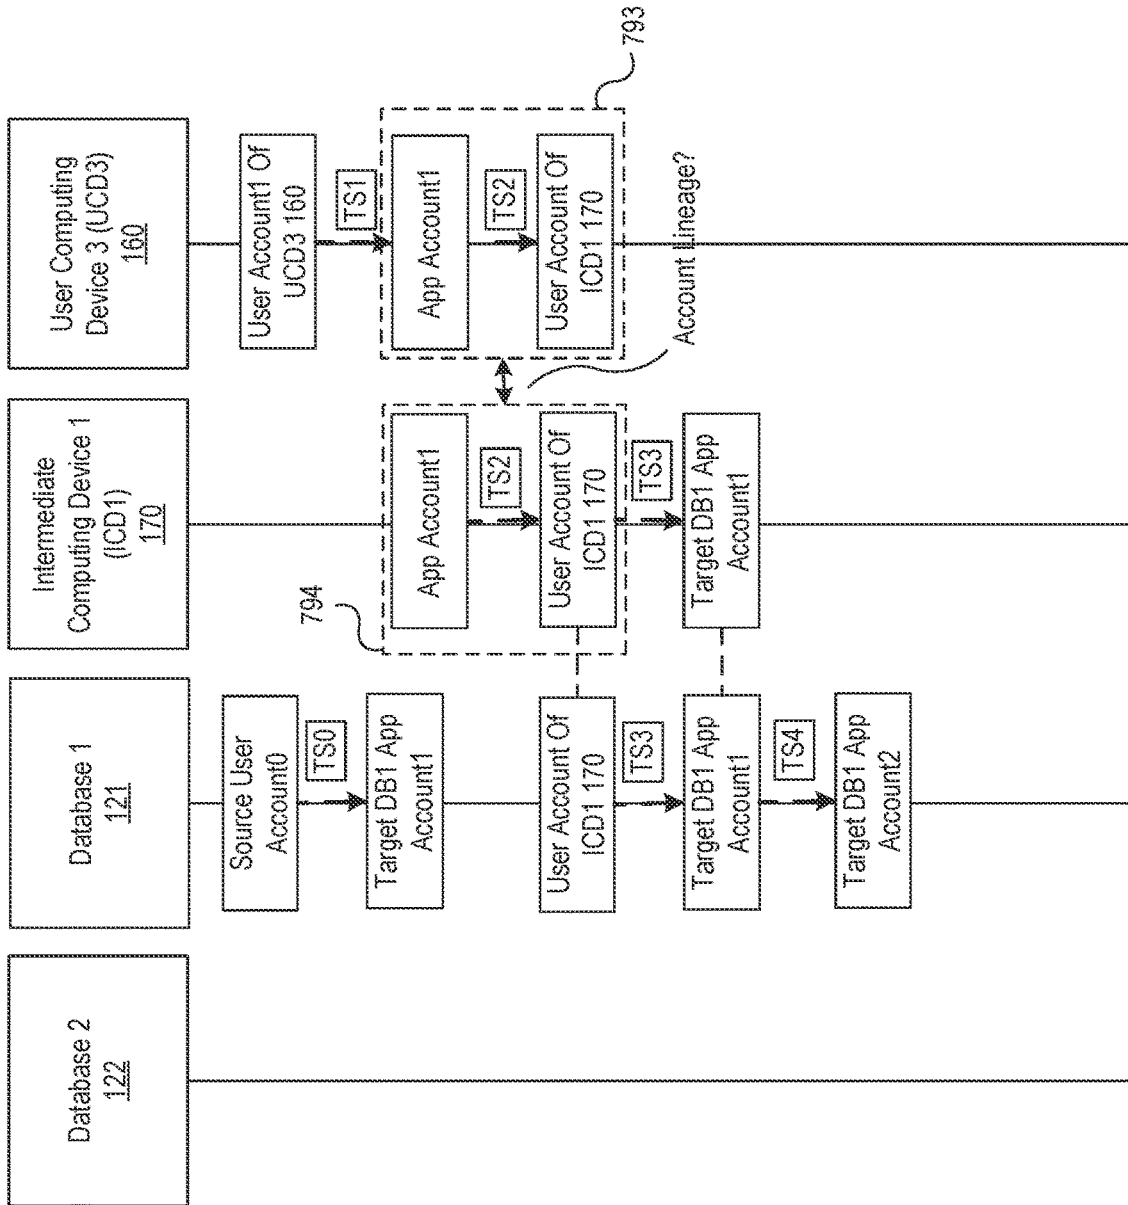 User Computing
Device 3 (UCD3)
160
User Account1 Of
UCD3 160
TS1
App Account1
TS2
User Account Of
ICD1 170
793
Account Lineage?
Intermediate
Computing Device 1
(ICD1)
170
794
App Account1
TS2
User Account Of
ICD1 170
TS3
Target DB1 App
Account1
Database 1
121
Source User
Account0
TS0
Target DB1 App
Account1
User Account Of
ICD1 170
TS3
Target DB1 App
Account1
TS4
Target DB1 App
Account2
Database 2
122